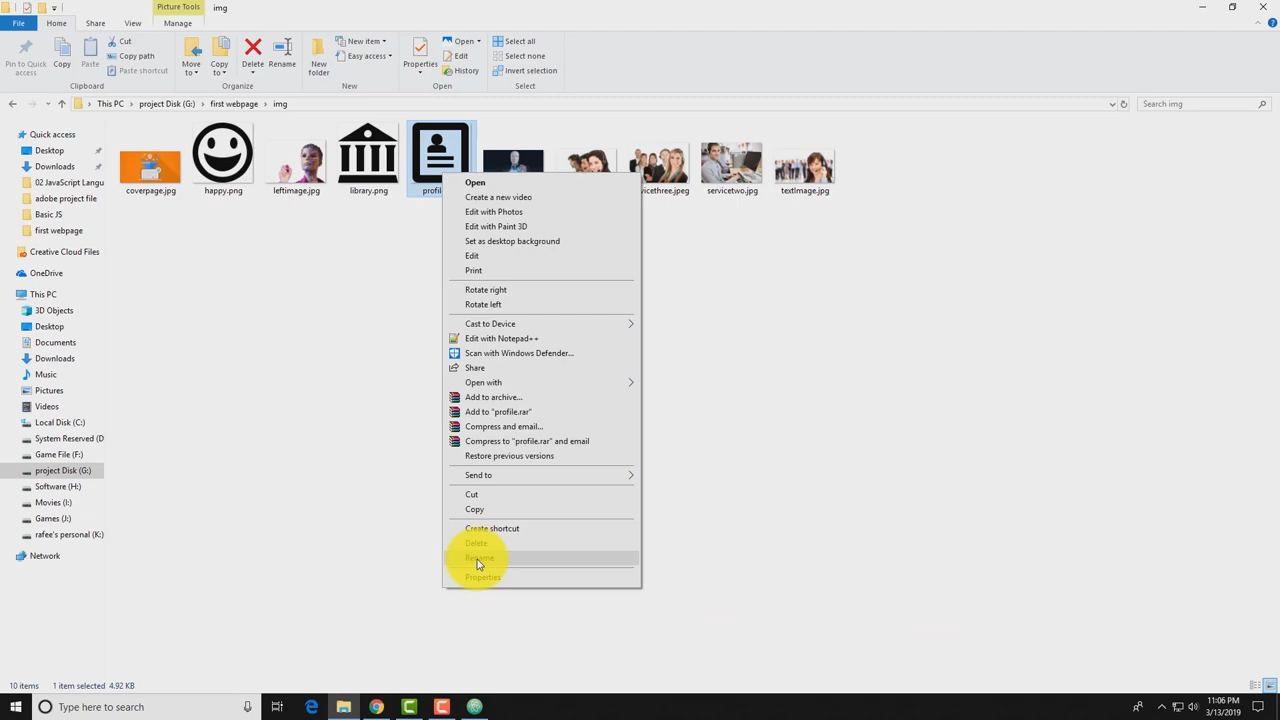 Picture Tools
img
File
Home
Share
View
Manage
Pin to Quick access
Copy
Paste
Cut
Copy path
Paste shortcut
Clipboard
Move to
Copy to
Delete
Rename
Organize
New folder
New item
Easy access
New
Properties
Open
Edit
History
Open
Select all
Select none
Invert selection
Select
This PC
project Disk (G:)
first webpage
img
Search img
Quick access
Desktop
Downloads
02 JavaScript Langu
adobe project file
Basic JS
first webpage
Creative Cloud Files
OneDrive
This PC
3D Objects
Desktop
Documents
Downloads
Music
Pictures
Videos
Local Disk (C:)
System Reserved (D
Game File (F:)
project Disk (G:)
Software (H:)
Movies (I:)
Games (J:)
rafee's personal (K:)
Network
coverpage.jpg
happy.png
leftimage.jpg
library.png
profil
vicethree.jpeg
servicetwo.jpg
textImage.jpg
Open
Create a new video
Edit with Photos
Edit with Paint 3D
Set as desktop background
Edit
Print
Rotate right
Rotate left
Cast to Device
Edit with Notepad++
Scan with Windows Defender...
Share
Open with
Add to archive...
Add to "profile.rar"
Compress and email...
Compress to "profile.rar" and email
Restore previous versions
Send to
Cut
Copy
Create shortcut
Delete
Rename
Properties
10 items
1 item selected 4.92 KB
Type here to search
11:06 PM
3/13/2019